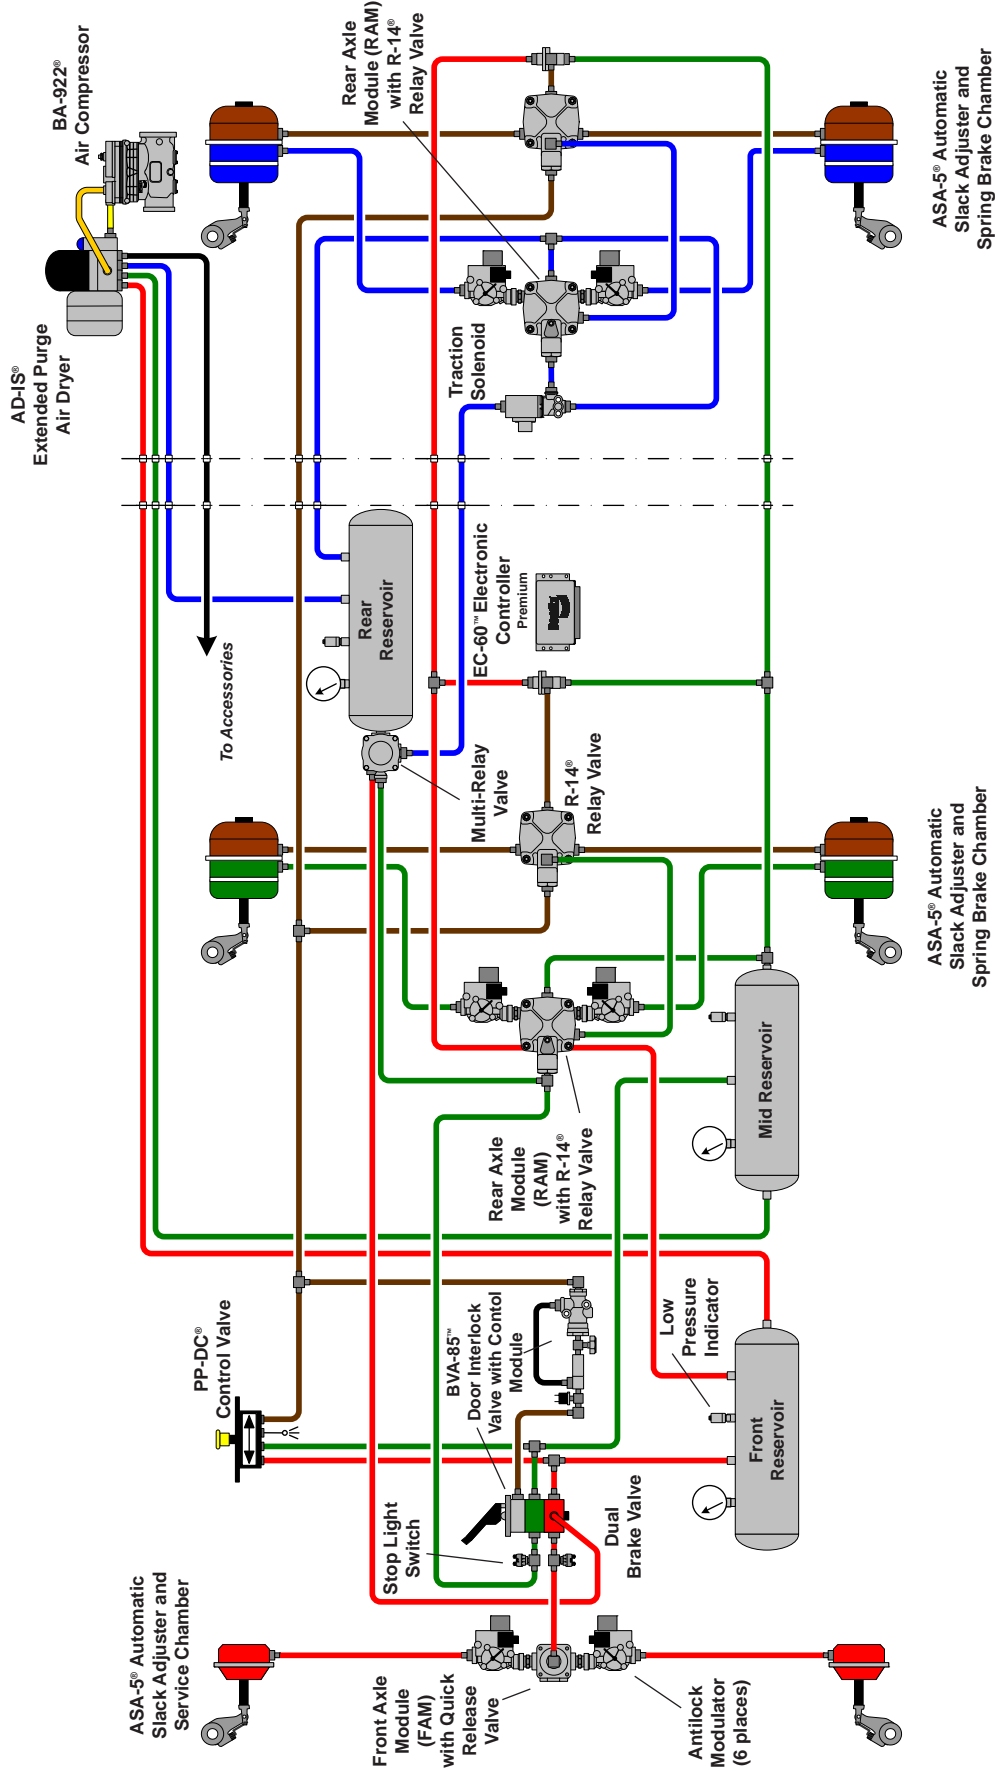 BA-922®
Air Compressor
AD-IS®
Extended Purge
Air Dryer
Rear Axle
Module (RAM)
with R-14®
Relay Valve
ASA-5® Automatic
Slack Adjuster and
Spring Brake Chamber
Traction
Solenoid
To Accessories
Rear
Reservoir
EC-60™ Electronic
Controller
Premium
Bendix
Multi-Relay
Valve
R-14®
Relay Valve
ASA-5® Automatic
Slack Adjuster and
Spring Brake Chamber
Rear Axle
Module
(RAM)
with R-14®
Relay Valve
Mid Reservoir
PP-DC®
Control Valve
BVA-85™
Door Interlock
Valve with Contol
Module
Low
Pressure
Indicator
Front
Reservoir
Stop Light
Switch
Dual
Brake Valve
ASA-5® Automatic
Slack Adjuster and
Service Chamber
Front Axle
Module
(FAM)
with Quick
Release
Valve
Antilock
Modulator
(6 places)